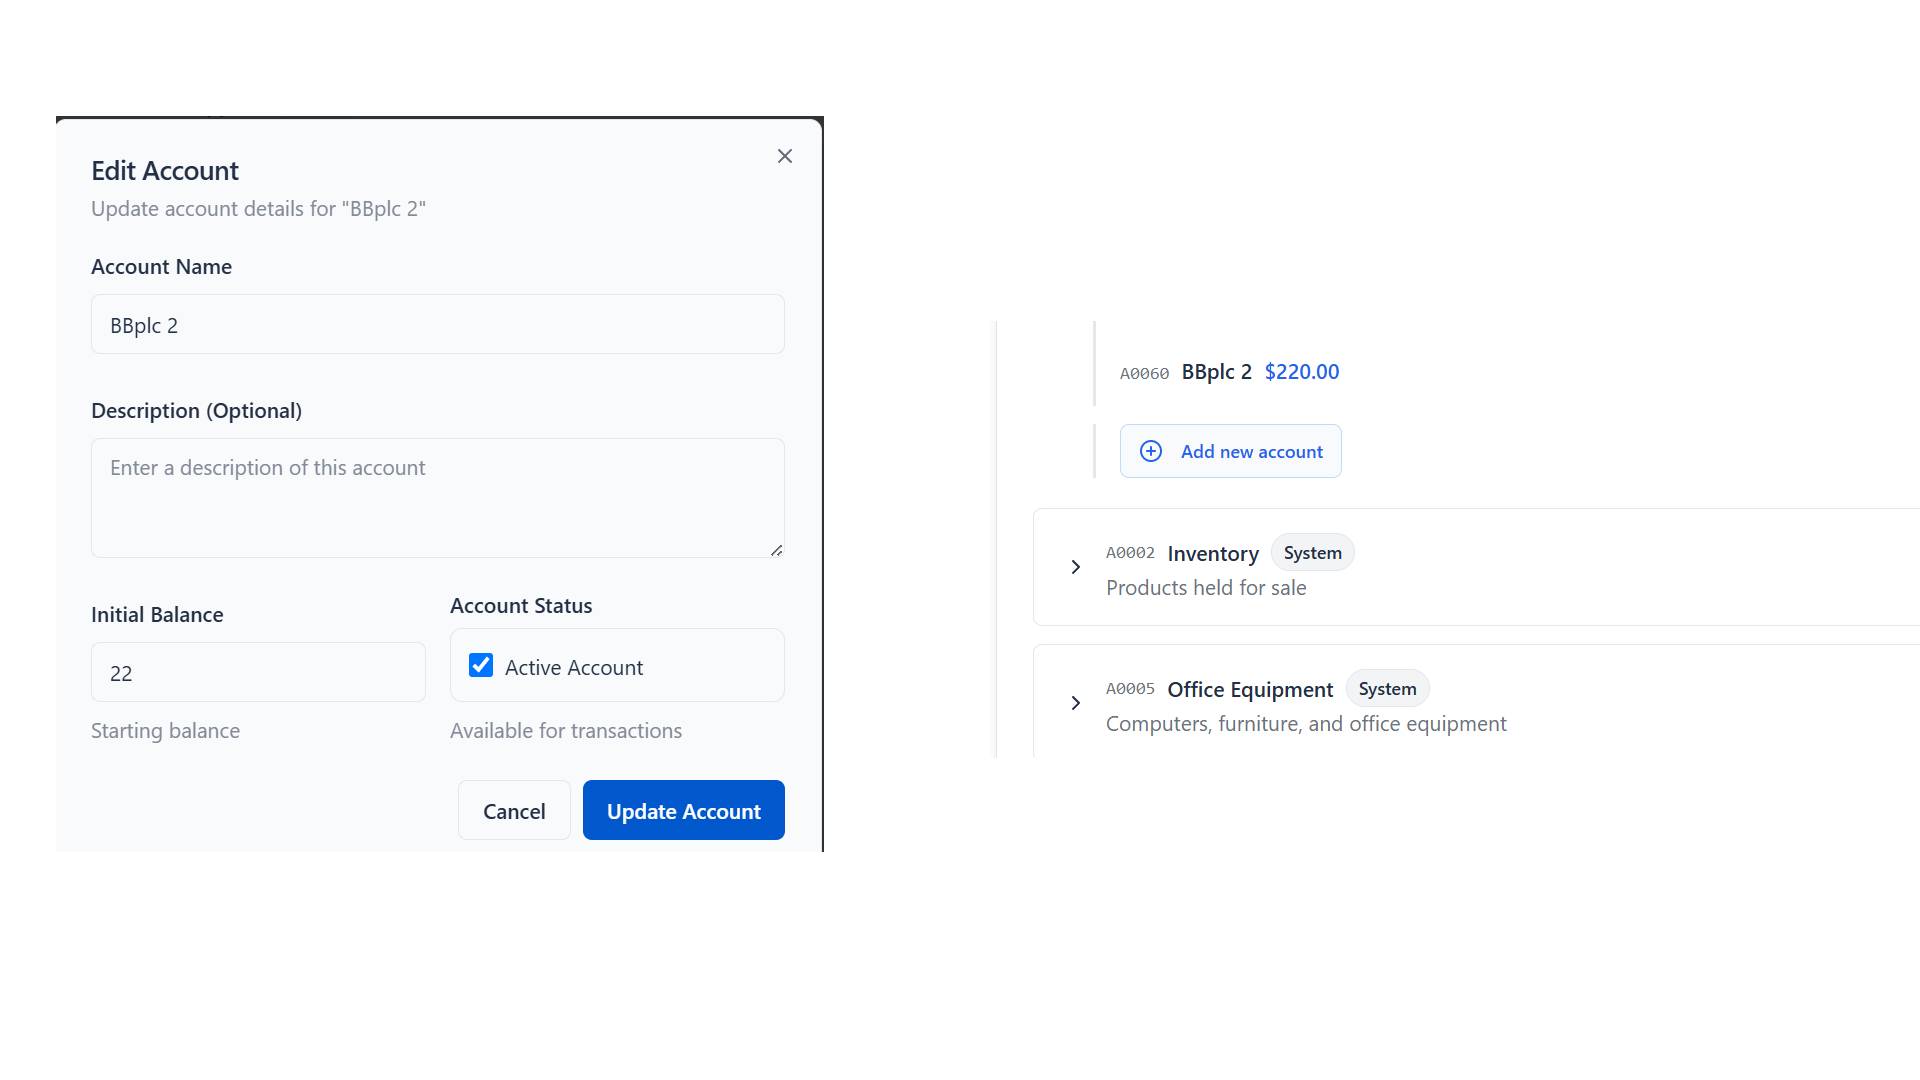 Edit Account
Update account details for "BBplc 2"
Account Name
BBplc 2
Description (Optional)
Enter a description of this account
Initial Balance
22
Starting balance
Account Status
Active Account
Available for transactions
Cancel
Update Account
A0060 BBplc 2 $220.00
Add new account
A0002 Inventory System
Products held for sale
A0005 Office Equipment System
Computers, furniture, and office equipment